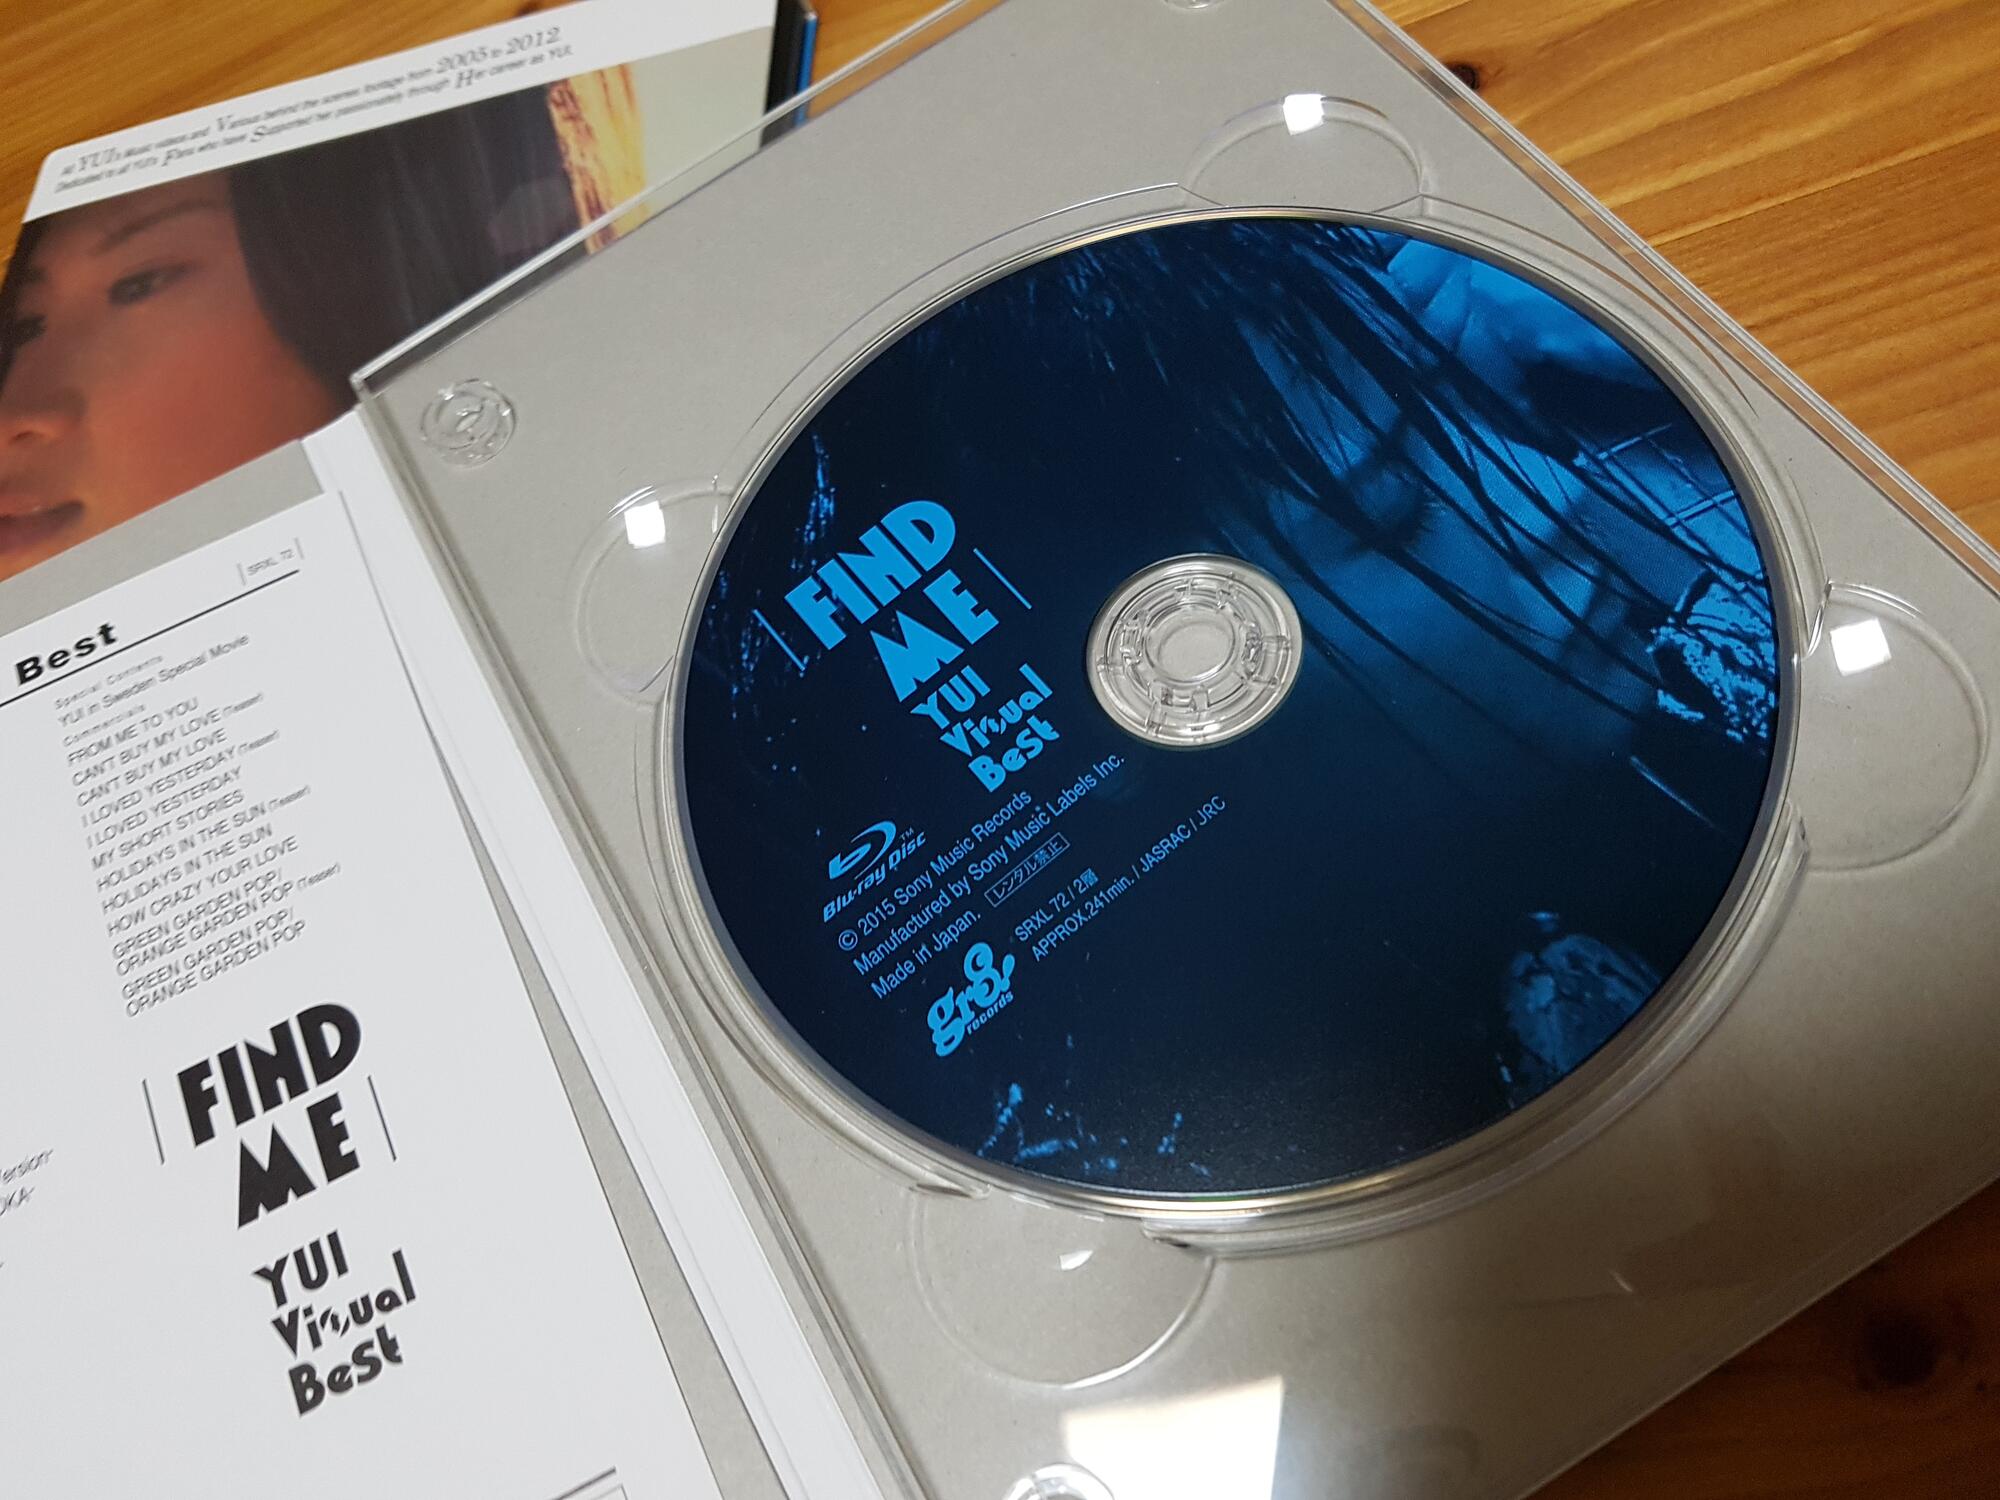 All YUI's Music videos and Various behind the scenes footage from 2005 to 2012
Dedicated to all YUI's Fans who have Supported her passionately through Her career as YUI.
SRXL 72
Best
Special Contents
YUI in Sweden Special Movie
Commercials
FROM ME TO YOU
CAN'T BUY MY LOVE (Teaser)
CAN'T BUY MY LOVE
I LOVED YESTERDAY (Teaser)
I LOVED YESTERDAY
MY SHORT STORIES
HOLIDAYS IN THE SUN (Teaser)
HOLIDAYS IN THE SUN
HOW CRAZY YOUR LOVE
GREEN GARDEN POP/
ORANGE GARDEN POP (Teaser)
GREEN GARDEN POP/
ORANGE GARDEN POP
FIND
ME
YUI
Visual
Best
FIND
ME
YUI
Visual
Best
Blu-ray Disc™
© 2015 Sony Music Records
Manufactured by Sony Music Labels Inc.
Made in Japan. レンタル禁止
SRXL 72 / 2層
APPROX.241min. / JASRAC / JRC
gr8!
records